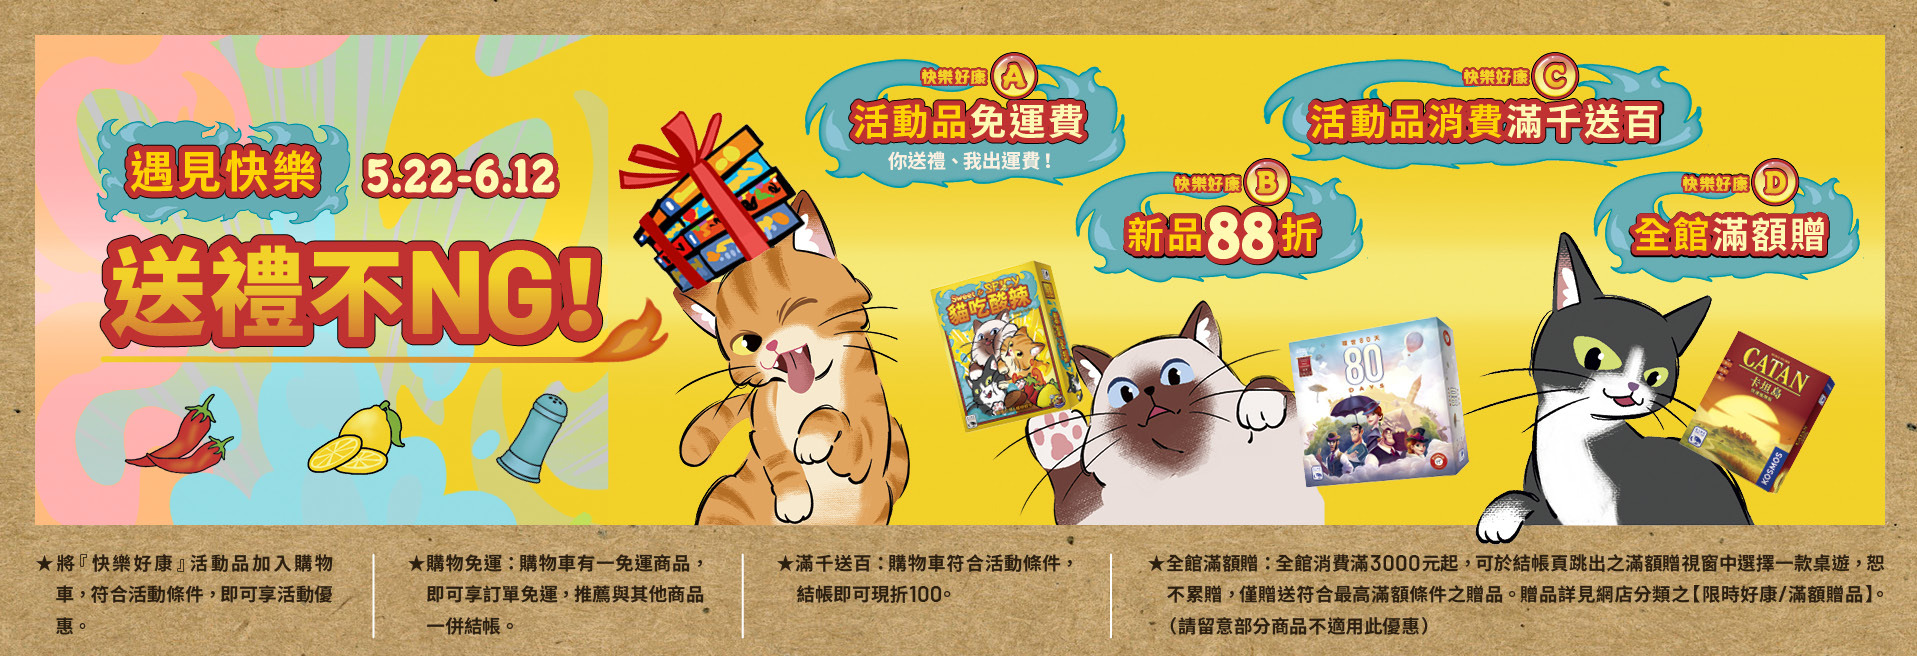 遇見快樂
5.22-6.12
送禮不NG!
快樂好康 A
活動品免運費
你送禮、我出運費!
快樂好康 B
新品88折
快樂好康 C
活動品消費滿千送百
快樂好康 D
全館滿額贈
Sweet & SPICY
貓吃酸辣
環遊80天
80
DAYS
CATAN
卡坦島
KOSMOS
★將『快樂好康』活動品加入購物
車，符合活動條件，即可享活動優
惠。
★購物免運：購物車有一免運商品，
即可享訂單免運，推薦與其他商品
一併結帳。
★滿千送百：購物車符合活動條件，
結帳即可現折100。
★全館滿額贈：全館消費滿3000元起，可於結帳頁跳出之滿額贈視窗中選擇一款桌遊，恕
不累贈，僅贈送符合最高滿額條件之贈品。贈品詳見網店分類之【限時好康/滿額贈品】。
（請留意部分商品不適用此優惠）